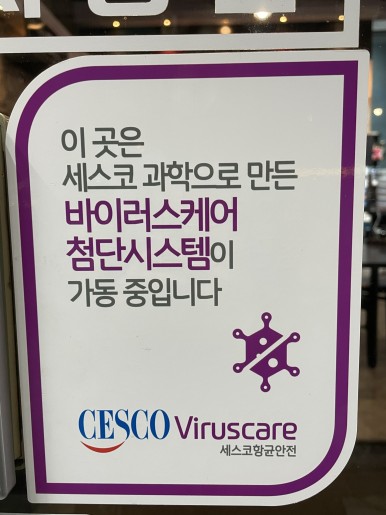 이 곳은
세스코 과학으로 만든
바이러스케어
첨단시스템이
가동 중입니다
CESCO Viruscare
세스코항균안전